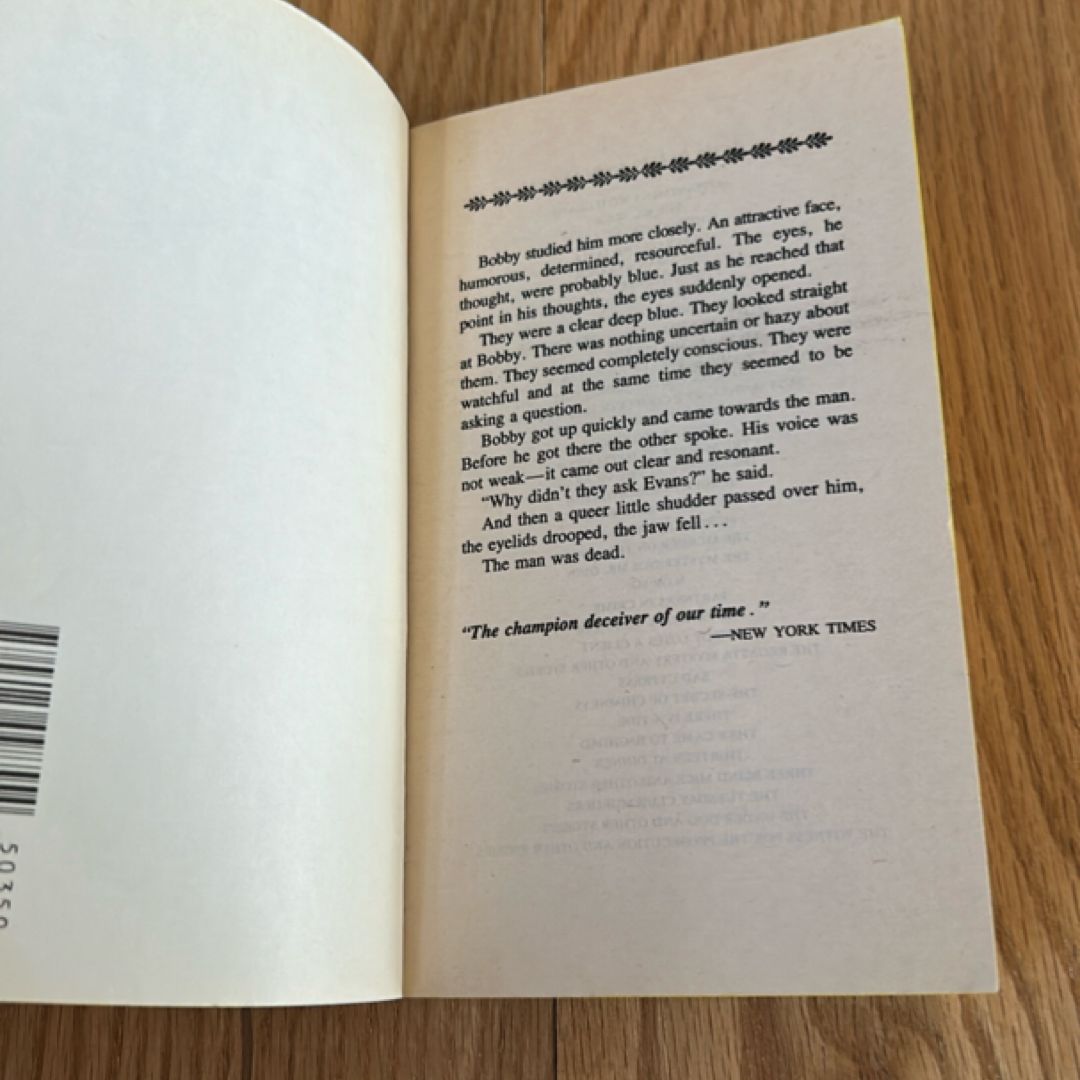 Bobby studied him more closely. An attractive face,
humorous, determined, resourceful. The eyes, he
thought, were probably blue. Just as he reached that
point in his thoughts, the eyes suddenly opened.
They were a clear deep blue. They looked straight
at Bobby. There was nothing uncertain or hazy about
them. They seemed completely conscious. They were
watchful and at the same time they seemed to be
asking a question.
Bobby got up quickly and came towards the man.
Before he got there the other spoke. His voice was
not weak—it came out clear and resonant.
“Why didn’t they ask Evans?” he said.
And then a queer little shudder passed over him,
the eyelids drooped, the jaw fell . . .
The man was dead.
“The champion deceiver of our time .”
—NEW YORK TIMES
50350